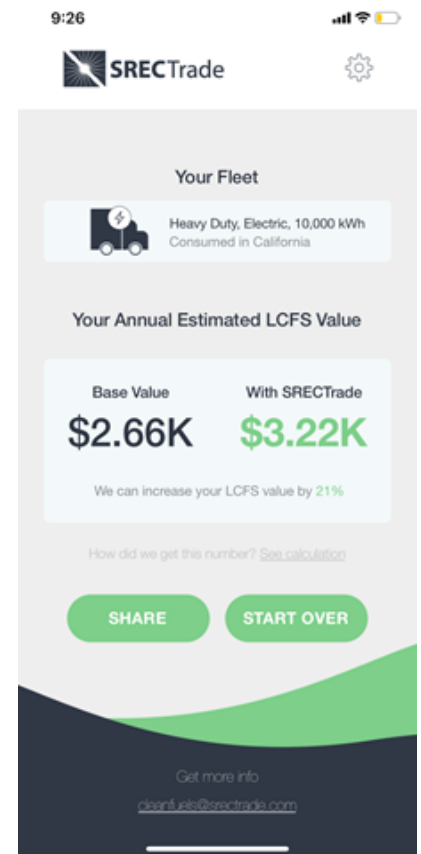 9:26
SRECTrade
Your Fleet
Heavy Duty, Electric, 10,000 kWh
Consumed in California
Your Annual Estimated LCFS Value
Base Value
With SRECTrade
$2.66K
$3.22K
We can increase your LCFS value by 21%
How did we get this number? See calculation
SHARE
START OVER
Get more info
cleanfuels@srectrade.com